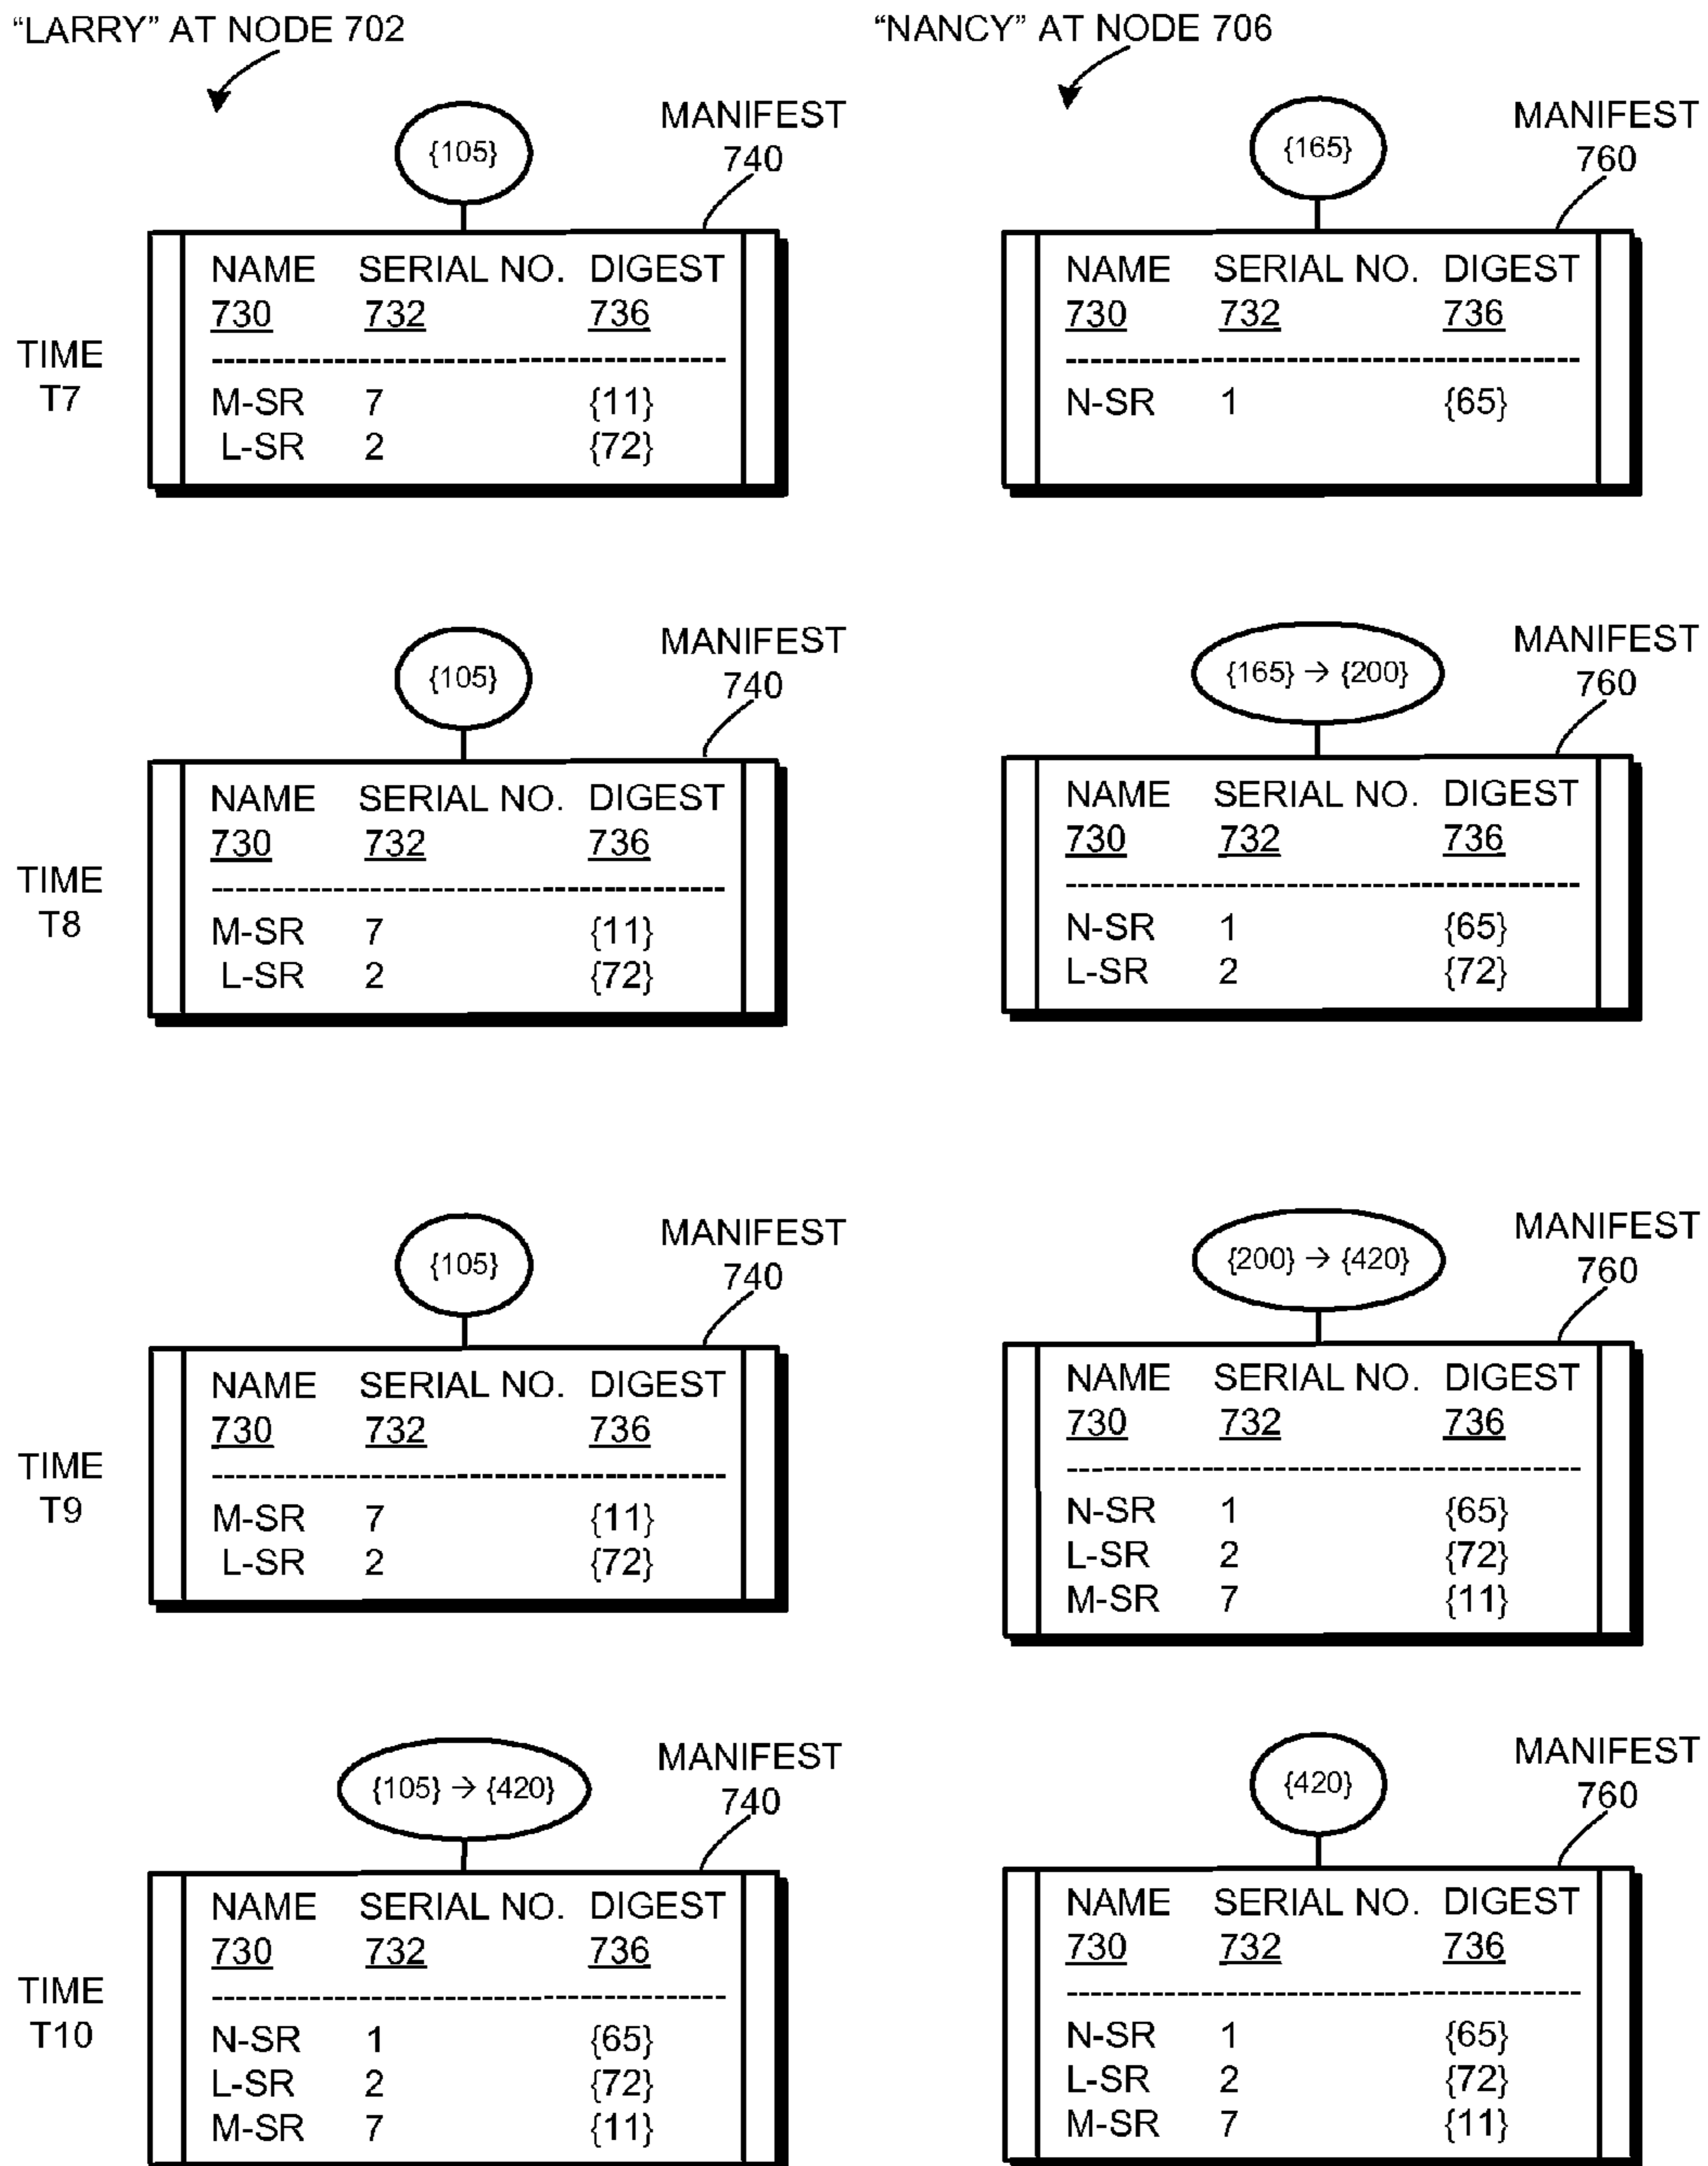 “LARRY” AT NODE 702
“NANCY” AT NODE 706
TIME T7
{105}
MANIFEST
740
NAME SERIAL NO. DIGEST
730 732 736
M-SR 7 {11}
L-SR 2 {72}
{165}
MANIFEST
760
NAME SERIAL NO. DIGEST
730 732 736
N-SR 1 {65}
TIME
T8
{105}
MANIFEST
740
NAME SERIAL NO. DIGEST
730 732 736
M-SR 7 {11}
L-SR 2 {72}
{165} → {200}
MANIFEST
760
NAME SERIAL NO. DIGEST
730 732 736
N-SR 1 {65}
L-SR 2 {72}
TIME
T9
{105}
MANIFEST
740
NAME SERIAL NO. DIGEST
730 732 736
M-SR 7 {11}
L-SR 2 {72}
{200} → {420}
MANIFEST
760
NAME SERIAL NO. DIGEST
730 732 736
N-SR 1 {65}
L-SR 2 {72}
M-SR 7 {11}
TIME
T10
{105} → {420}
MANIFEST
740
NAME SERIAL NO. DIGEST
730 732 736
N-SR 1 {65}
L-SR 2 {72}
M-SR 7 {11}
{420}
MANIFEST
760
NAME SERIAL NO. DIGEST
730 732 736
N-SR 1 {65}
L-SR 2 {72}
M-SR 7 {11}